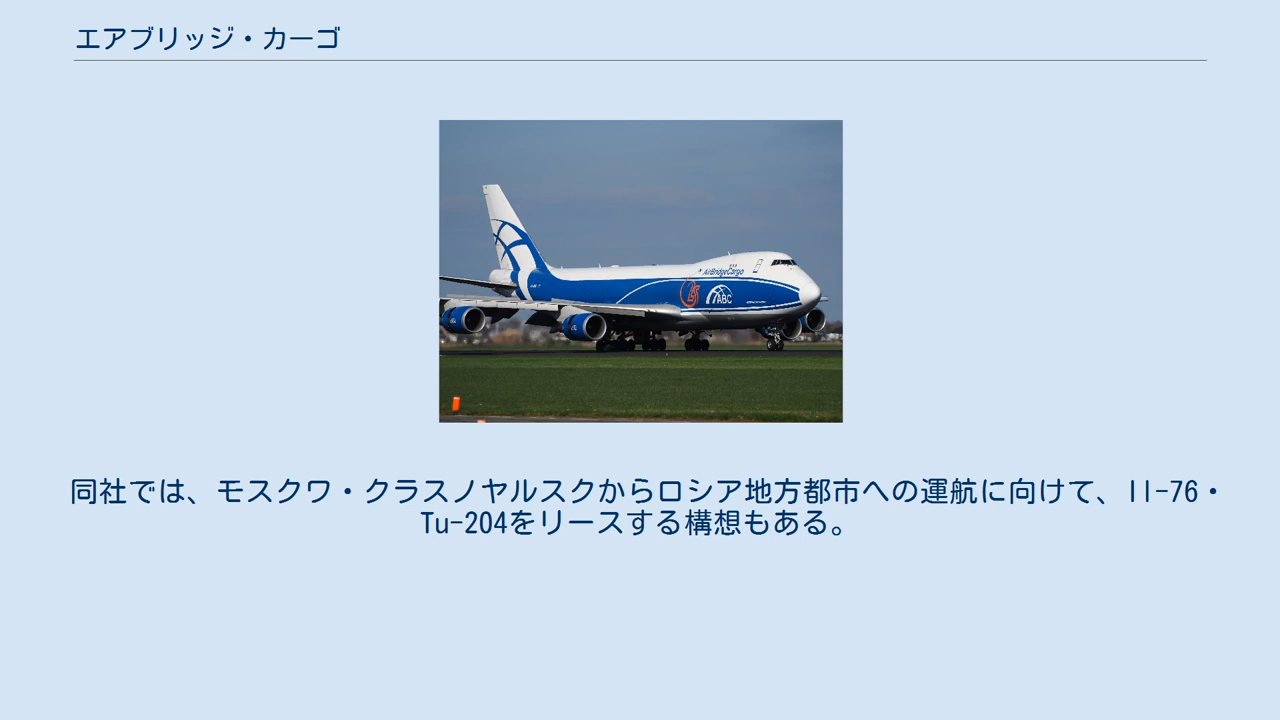 エアブリッジ・カーゴ
AirBridgeCargo
25
ABC
同社では、モスクワ・クラスノヤルスクからロシア地方都市への運航に向けて、Il-76・
Tu-204をリースする構想もある。